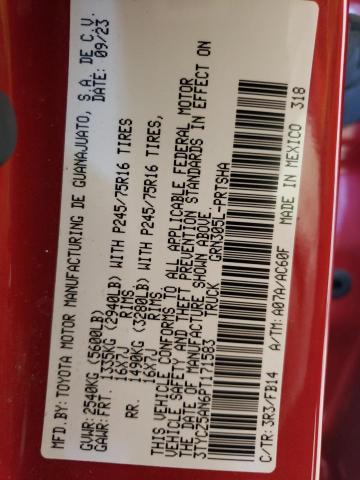 MFD.BY: TOYOTA MOTOR MANUFACTURING DE GUANAJUATO, S.A. DE C.V.
DATE: 09/23
GVWR: 2540KG (5600LB)
GAWR: FRT. 1335KG (2940LB) WITH P245/75R16 TIRES
16X7J RIMS,
RR. 1490KG (3280LB) WITH P245/75R16 TIRES,
16X7J RIMS
THIS VEHICLE CONFORMS TO ALL APPLICABLE FEDERAL MOTOR
VEHICLE SAFETY AND THEFT PREVENTION STANDARDS IN EFFECT ON
THE DATE OF MANUFACTURE SHOWN ABOVE.
3TYCZ5AN6PT171583 TRUCK GRN305L-PRTSHA
C/TR: 3R3/FB14 A/TM: A07A/AC60F MADE IN MEXICO 318